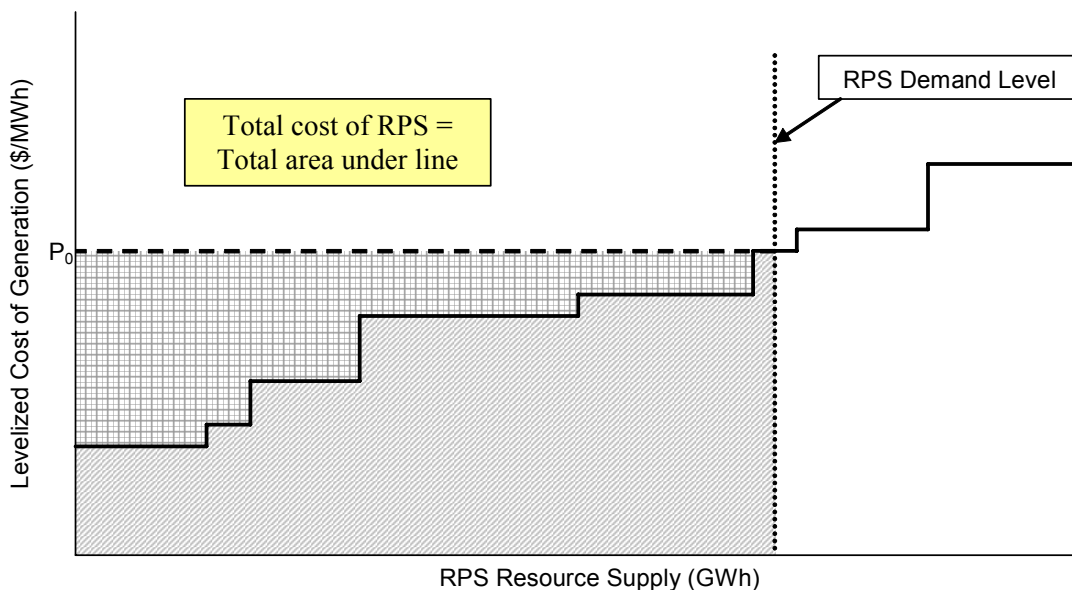 RPS Demand Level
Total cost of RPS =
Total area under line
Levelized Cost of Generation ($/MWh)
P0
RPS Resource Supply (GWh)